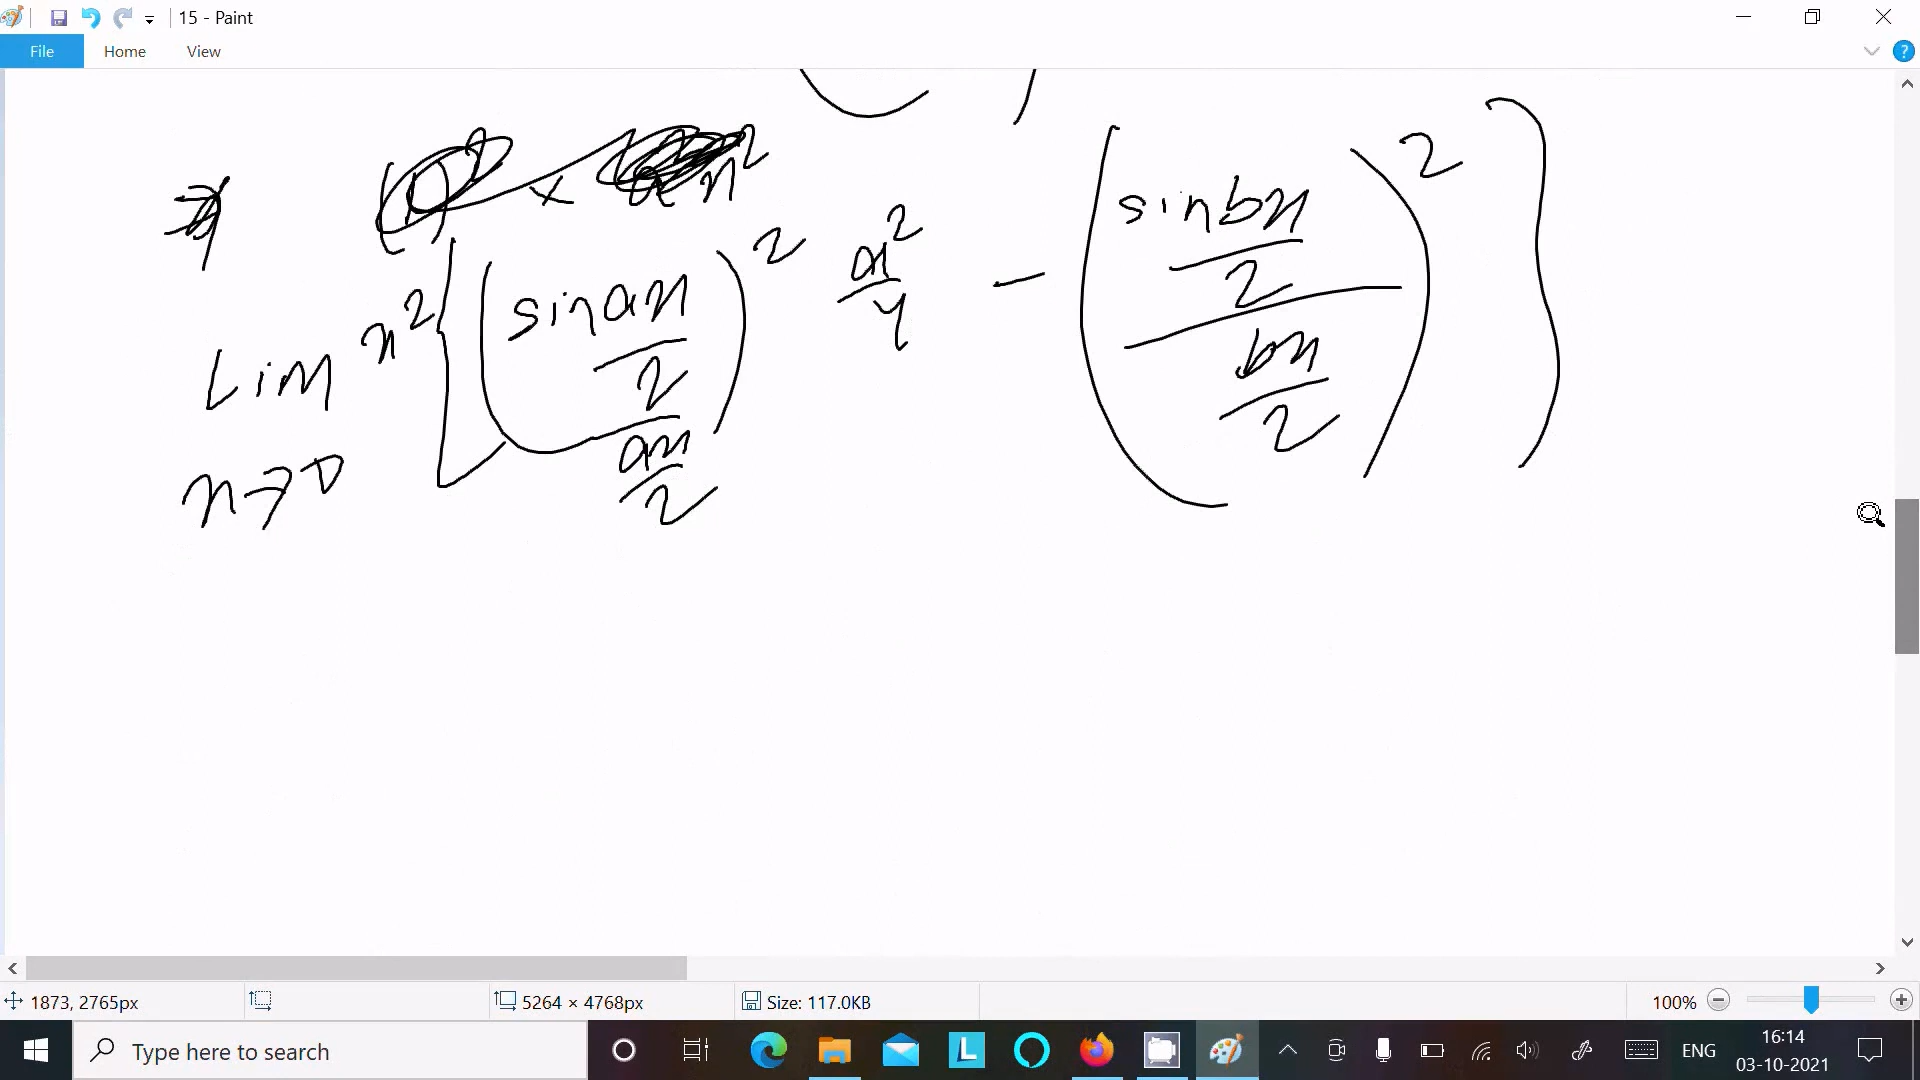 15 - Paint
File Home View
⇒ x n²
Lim x² { ( sin ax/2 / ax/2 )² a²/4 - ( sin bx/2 / bx/2 )² }
x→0
1873, 2765px 5264 × 4768px Size: 117.0KB 100%
Type here to search L ENG 16:14
03-10-2021